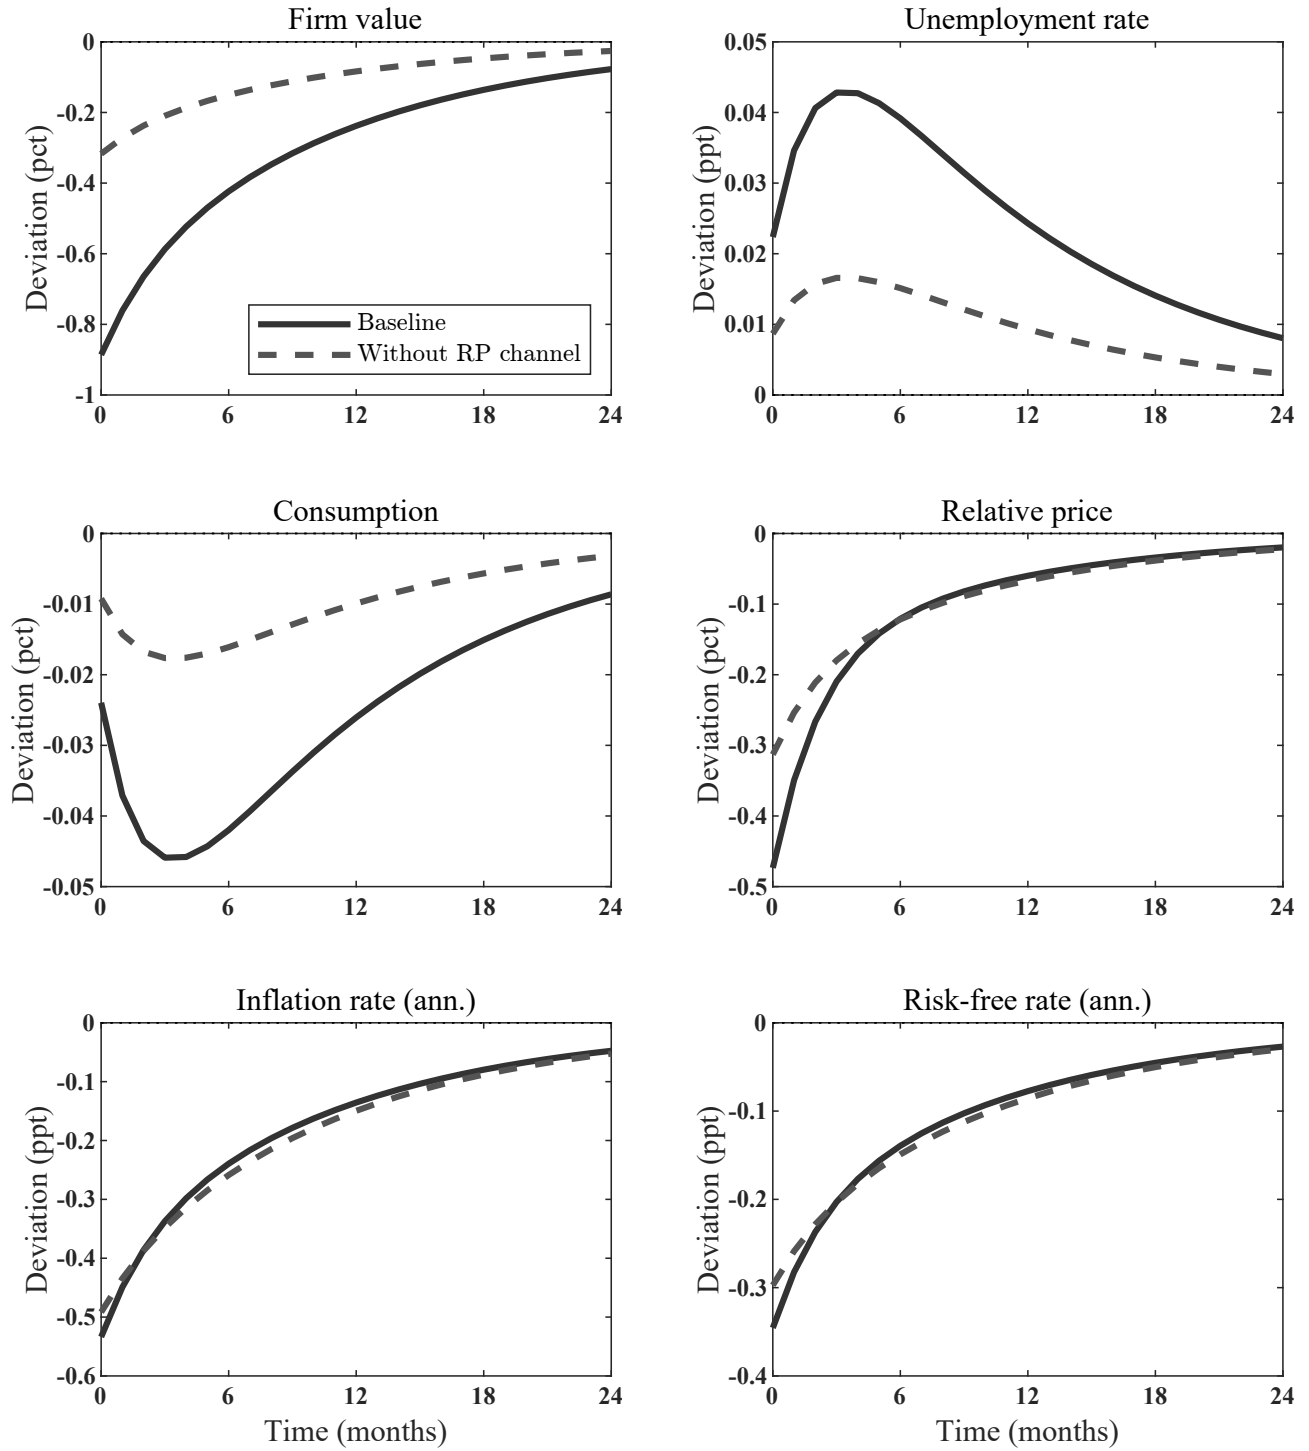 Firm value
Deviation (pct)
0
-0.2
-0.4
-0.6
-0.8
-1
0 6 12 18 24
Baseline
Without RP channel
Unemployment rate
Deviation (ppt)
0.05
0.04
0.03
0.02
0.01
0
0 6 12 18 24
Consumption
Deviation (pct)
0
-0.01
-0.02
-0.03
-0.04
-0.05
0 6 12 18 24
Relative price
Deviation (pct)
0
-0.1
-0.2
-0.3
-0.4
-0.5
0 6 12 18 24
Inflation rate (ann.)
Deviation (ppt)
0
-0.1
-0.2
-0.3
-0.4
-0.5
-0.6
0 6 12 18 24
Time (months)
Risk-free rate (ann.)
Deviation (ppt)
0
-0.1
-0.2
-0.3
-0.4
0 6 12 18 24
Time (months)